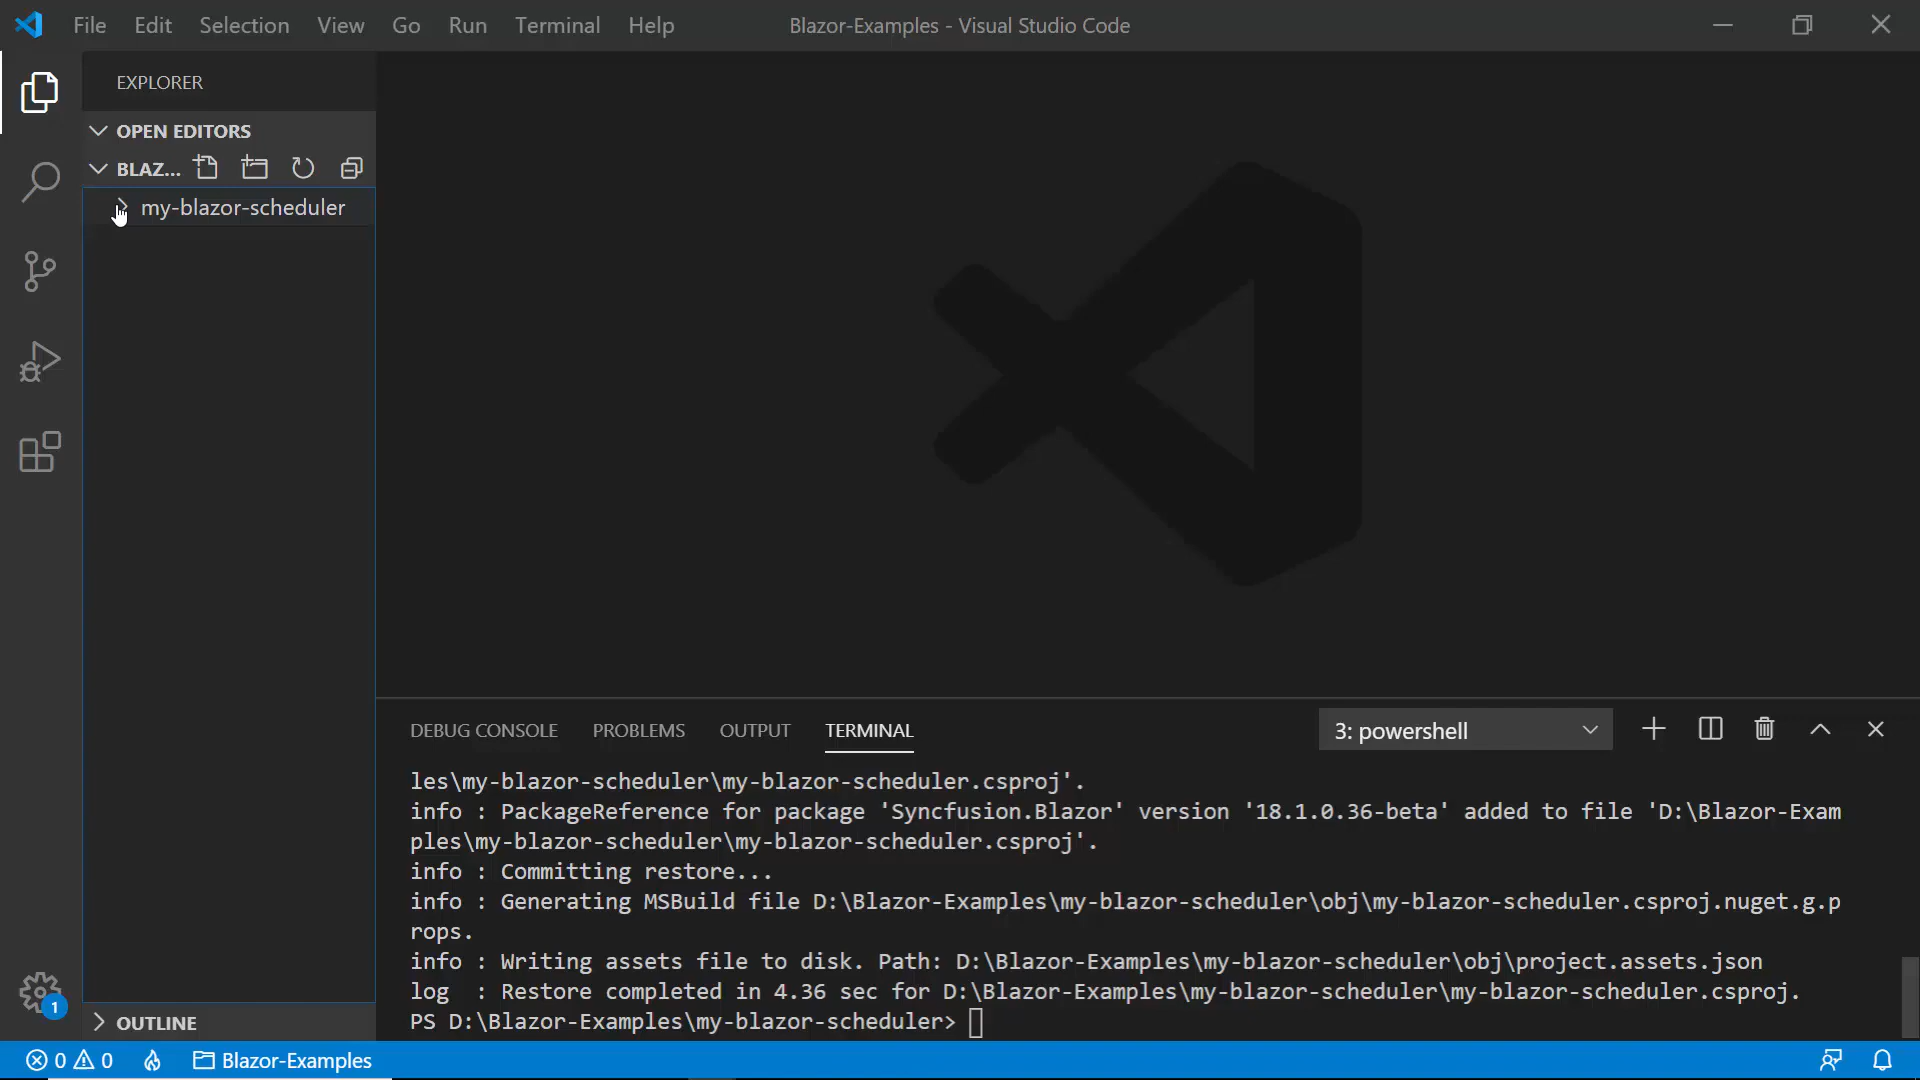 File Edit Selection View Go Run Terminal Help Blazor-Examples - Visual Studio Code
EXPLORER
OPEN EDITORS
BLAZ...
my-blazor-scheduler
DEBUG CONSOLE PROBLEMS OUTPUT TERMINAL 3: powershell
les\my-blazor-scheduler\my-blazor-scheduler.csproj'.
info : PackageReference for package 'Syncfusion.Blazor' version '18.1.0.36-beta' added to file 'D:\Blazor-Exam
ples\my-blazor-scheduler\my-blazor-scheduler.csproj'.
info : Committing restore...
info : Generating MSBuild file D:\Blazor-Examples\my-blazor-scheduler\obj\my-blazor-scheduler.csproj.nuget.g.p
rops.
info : Writing assets file to disk. Path: D:\Blazor-Examples\my-blazor-scheduler\obj\project.assets.json
log  : Restore completed in 4.36 sec for D:\Blazor-Examples\my-blazor-scheduler\my-blazor-scheduler.csproj.
PS D:\Blazor-Examples\my-blazor-scheduler>
1
OUTLINE
0 0 Blazor-Examples